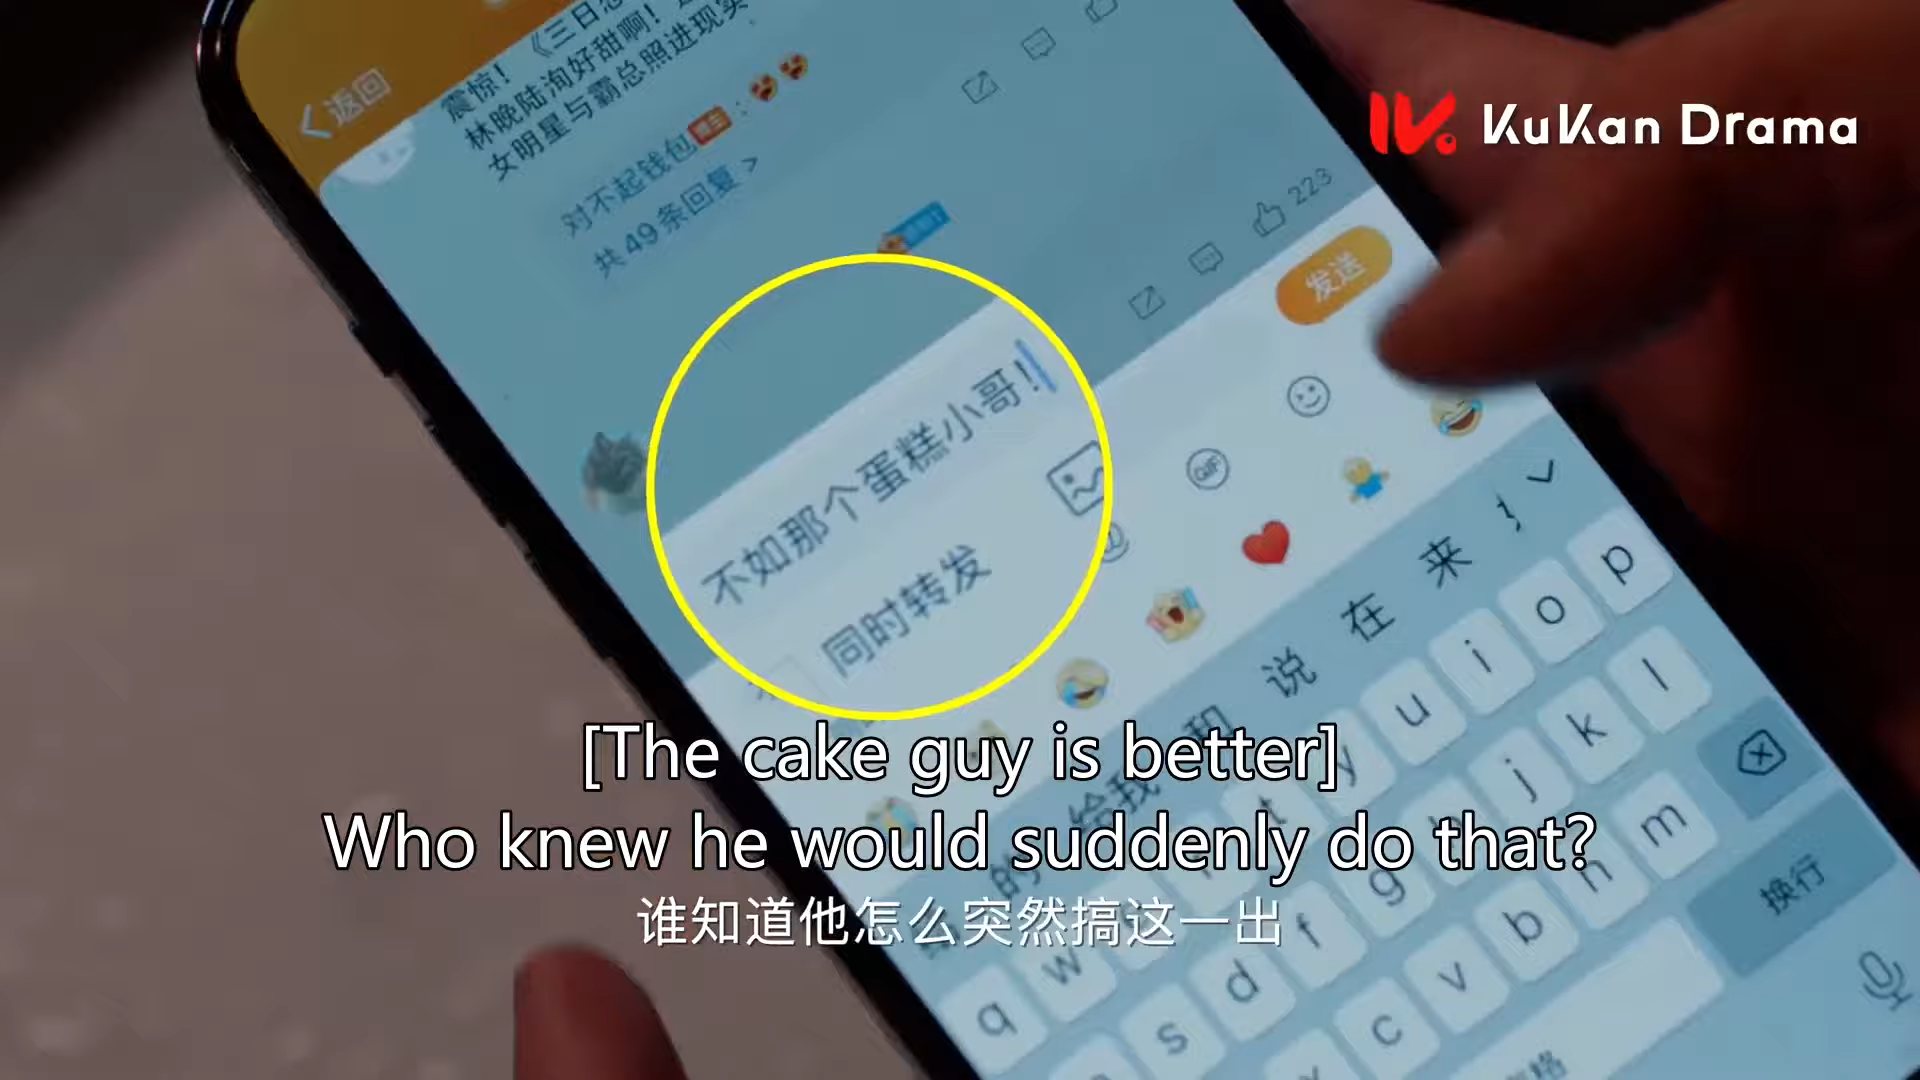 返回
林晚陆洵好甜啊!
女明星与霸总照进现实
对不起钱包
共49条回复 >
KuKan Drama
223
发送
不如那个蛋糕小哥!
GIF
同时转发
和 说 在 来
给我
y u i o p
g j k l
q w d f b n m
s c v
换行
[The cake guy is better]
Who knew he would suddenly do that?
谁知道他怎么突然搞这一出